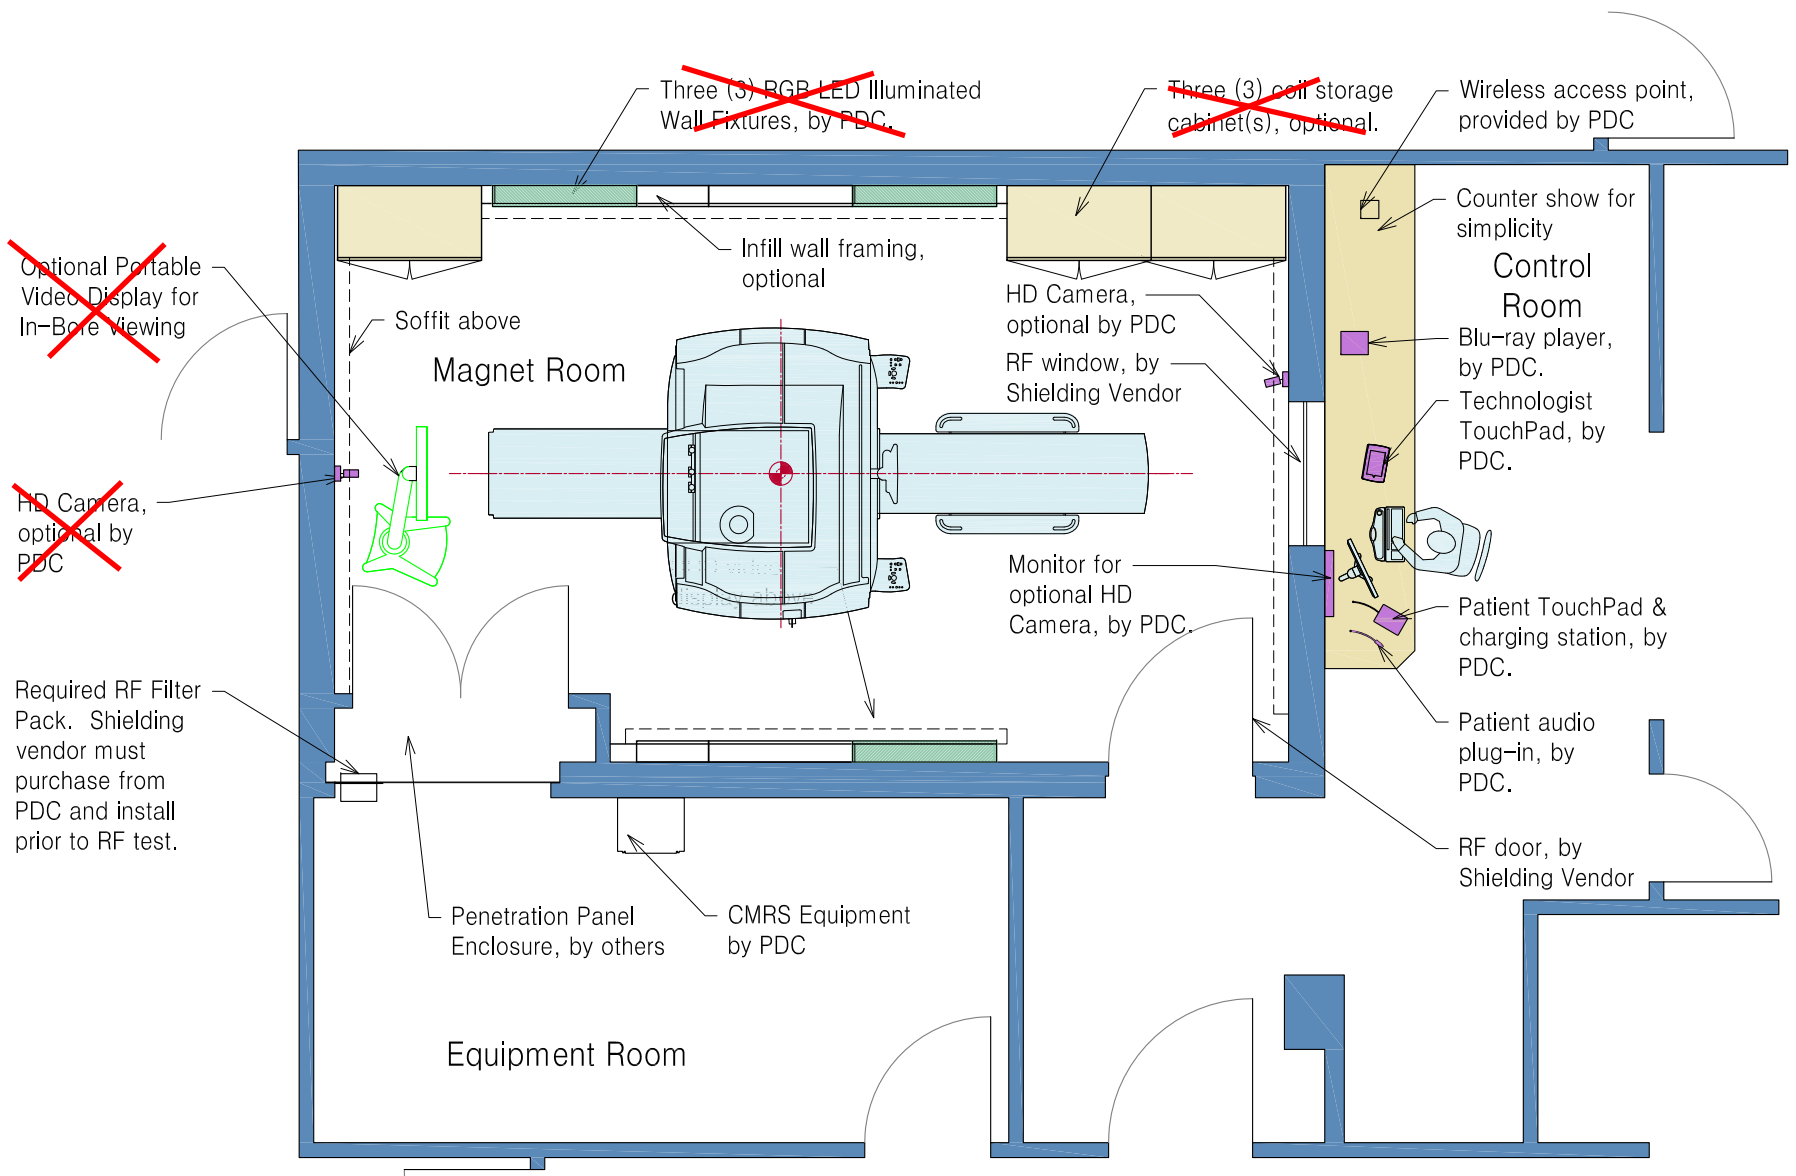 Three (3) RGB LED Illuminated
Wall Fixtures, by PDC.
Three (3) coil storage
cabinet(s), optional.
Wireless access point,
provided by PDC
Counter show for
simplicity
Control
Room
Infill wall framing,
optional
Optional Portable
Video Display for
In-Bore Viewing
Soffit above
Magnet Room
HD Camera,
optional by PDC
RF window, by
Shielding Vendor
Blu-ray player,
by PDC.
Technologist
TouchPad, by
PDC.
HD Camera,
optional by
PDC
display above
Monitor for
optional HD
Camera, by PDC.
Patient TouchPad &
charging station, by
PDC.
Required RF Filter
Pack. Shielding
vendor must
purchase from
PDC and install
prior to RF test.
Patient audio
plug-in, by
PDC.
RF door, by
Shielding Vendor
Penetration Panel
Enclosure, by others
CMRS Equipment
by PDC
Equipment Room